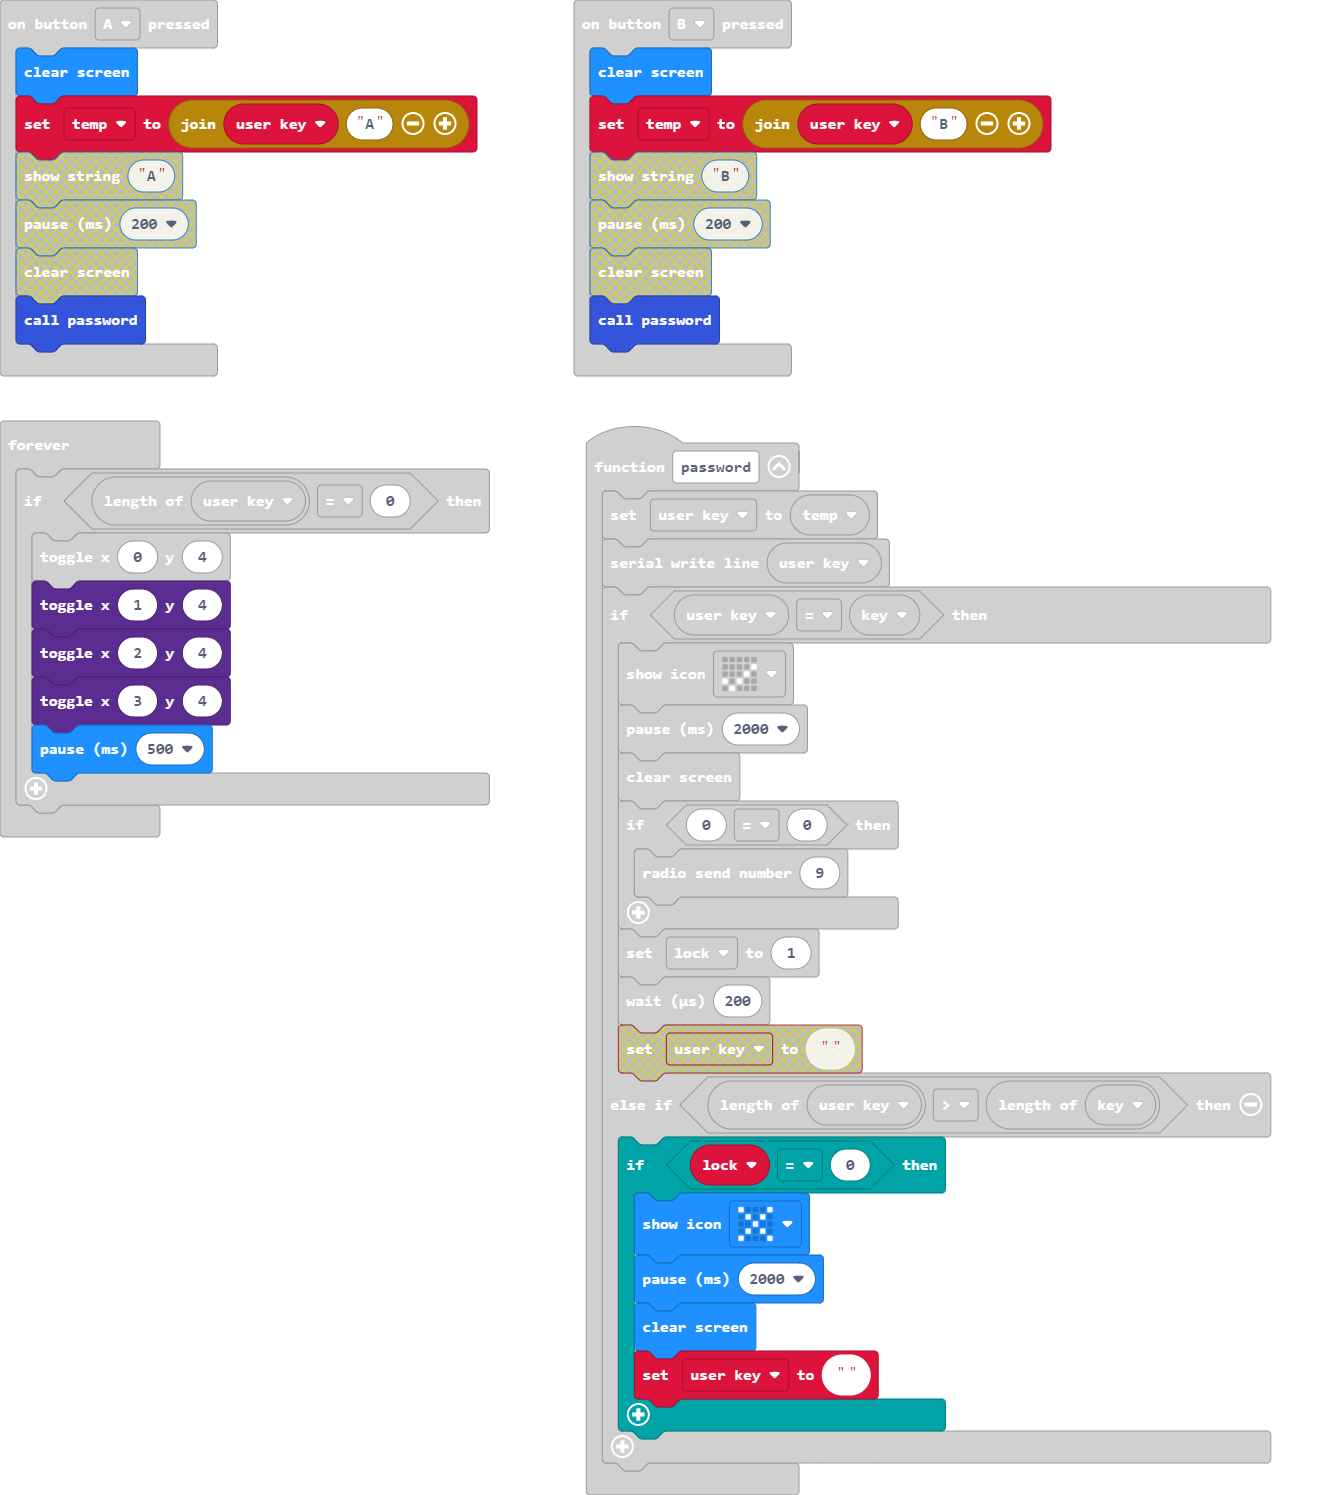 on button A pressed
clear screen
set temp to join user key "A"
show string "A"
pause (ms) 200
clear screen
call password
on button B pressed
clear screen
set temp to join user key "B"
show string "B"
pause (ms) 200
clear screen
call password
forever
if length of user key = 0 then
toggle x 0 y 4
toggle x 1 y 4
toggle x 2 y 4
toggle x 3 y 4
pause (ms) 500
function password
set user key to temp
serial write line user key
if user key = key then
show icon
pause (ms) 2000
clear screen
if 0 = 0 then
radio send number 9
set lock to 1
wait (µs) 200
set user key to ""
else if length of user key > length of key then
if lock = 0 then
show icon
pause (ms) 2000
clear screen
set user key to ""